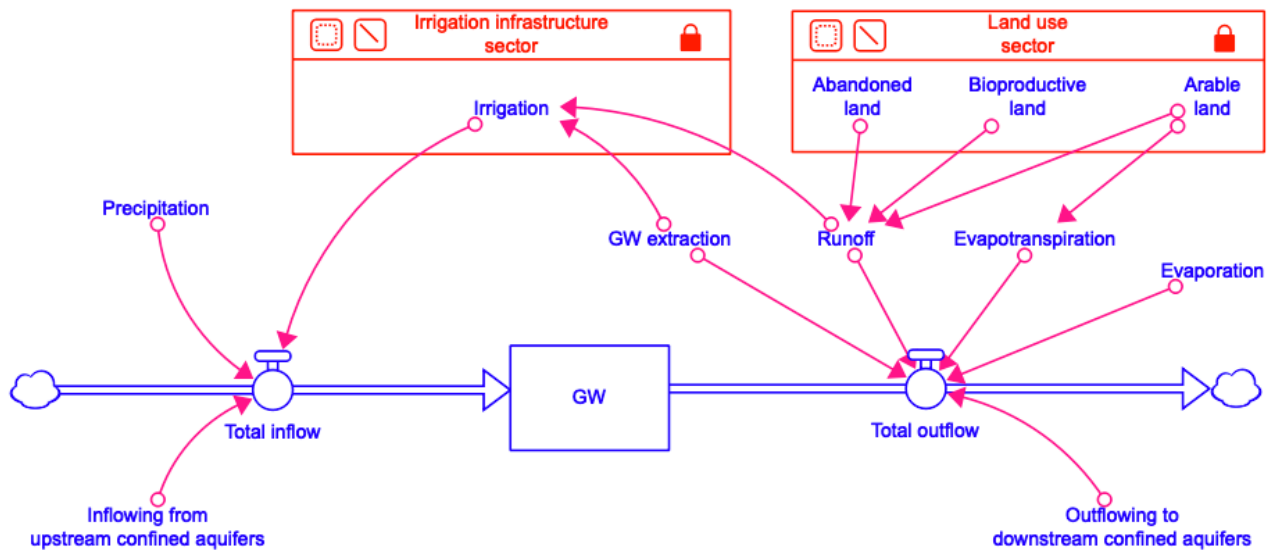 Irrigation infrastructure
sector
Land use
sector
Abandoned
land
Bioproductive
land
Arable
land
Irrigation
Precipitation
GW extraction
Runoff
Evapotranspiration
Evaporation
GW
Total inflow
Total outflow
Inflowing from
upstream confined aquifers
Outflowing to
downstream confined aquifers